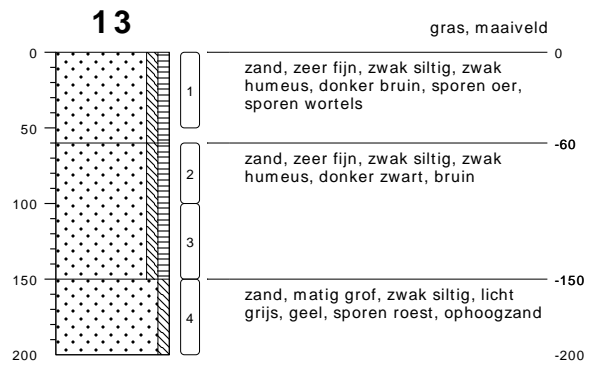 13
gras, maaiveld
0
0
zand, zeer fijn, zwak siltig, zwak
humeus, donker bruin, sporen oer,
sporen wortels
1
50
-60
zand, zeer fijn, zwak siltig, zwak
humeus, donker zwart, bruin
2
100
3
150
-150
zand, matig grof, zwak siltig, licht
grijs, geel, sporen roest, ophoogzand
4
200
-200